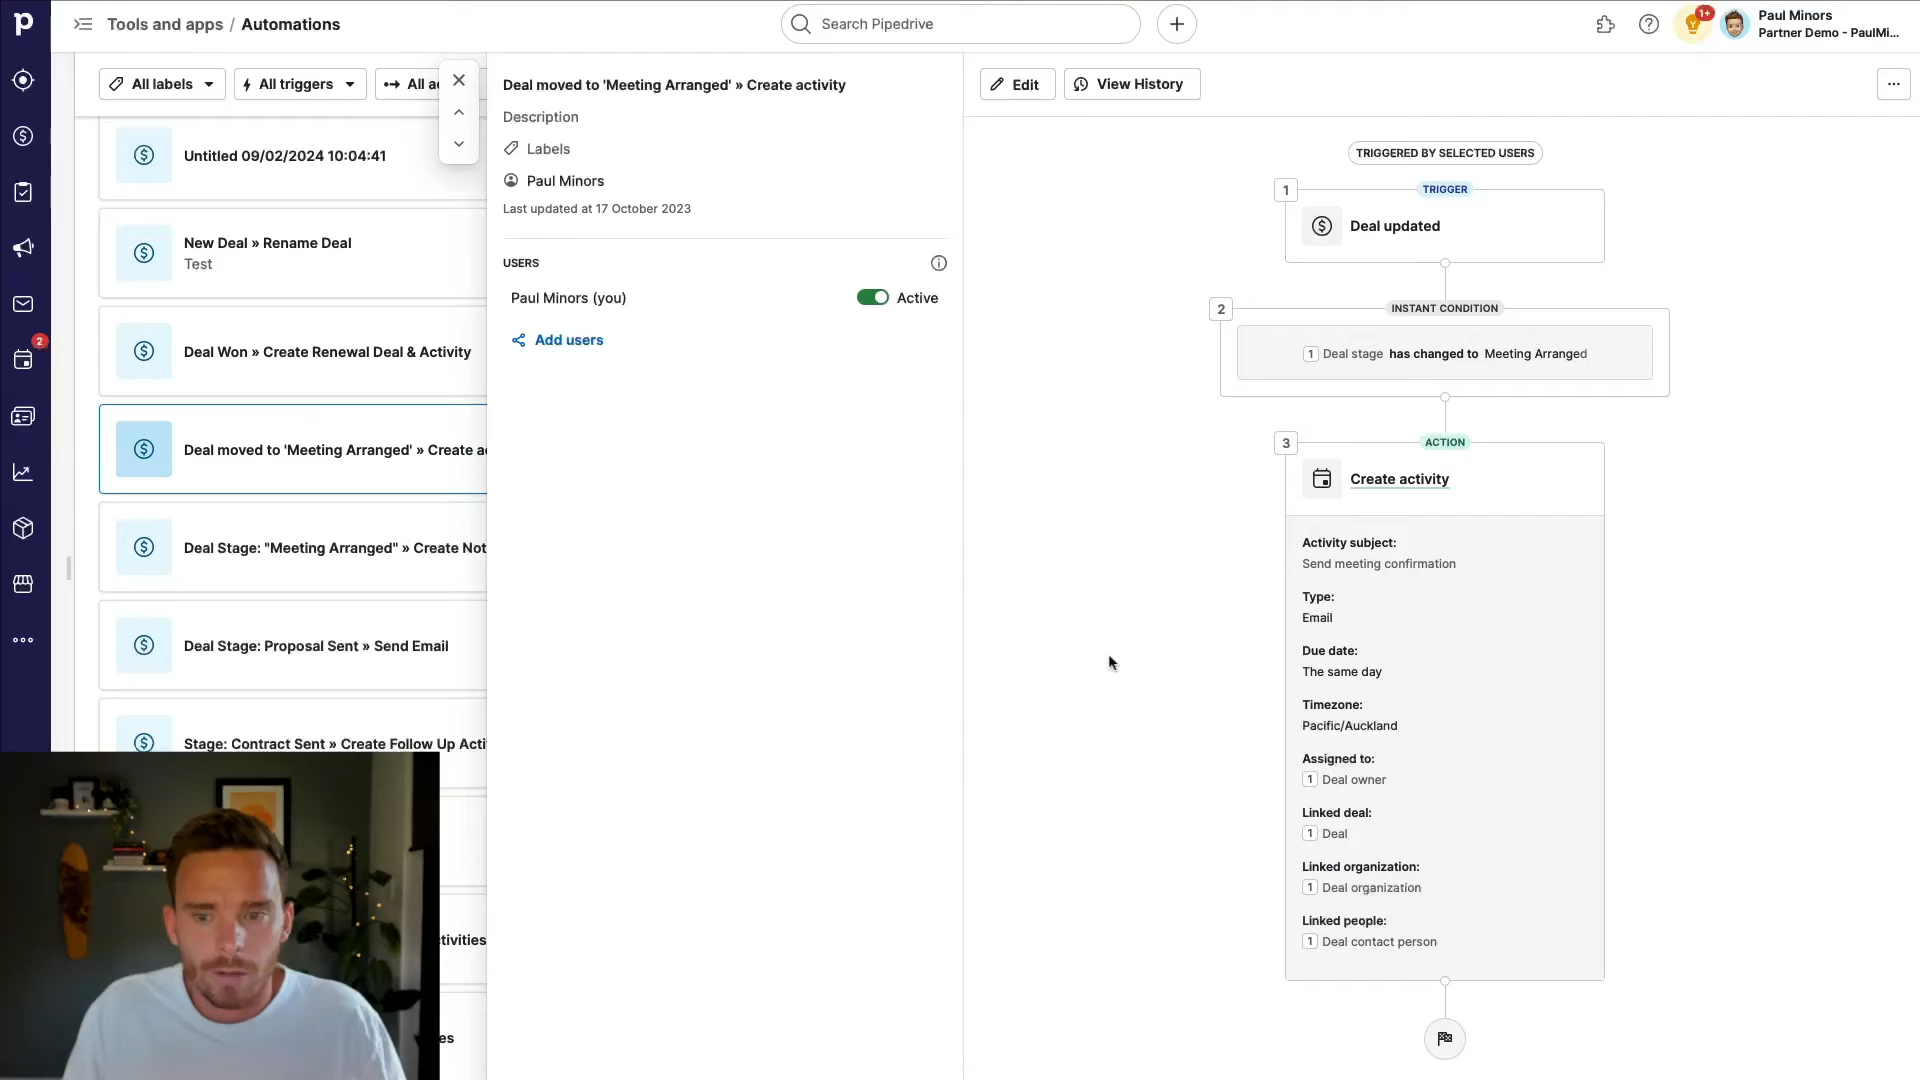 p
Tools and apps / Automations
Search Pipedrive
1+
Paul Minors
Partner Demo - PaulMi...
All labels
All triggers
All ac
Untitled 09/02/2024 10:04:41
New Deal » Rename Deal
Test
Deal Won » Create Renewal Deal & Activity
2
Deal moved to 'Meeting Arranged' » Create ac
Deal Stage: "Meeting Arranged" » Create Not
Deal Stage: Proposal Sent » Send Email
Stage: Contract Sent » Create Follow Up Acti
ctivities
es
Deal moved to 'Meeting Arranged' » Create activity
Description
Labels
Paul Minors
Last updated at 17 October 2023
USERS
Paul Minors (you)
Active
Add users
Edit
View History
...
TRIGGERED BY SELECTED USERS
1
TRIGGER
Deal updated
2
INSTANT CONDITION
1 Deal stage has changed to Meeting Arranged
3
ACTION
Create activity
Activity subject:
Send meeting confirmation
Type:
Email
Due date:
The same day
Timezone:
Pacific/Auckland
Assigned to:
1 Deal owner
Linked deal:
1 Deal
Linked organization:
1 Deal organization
Linked people:
1 Deal contact person